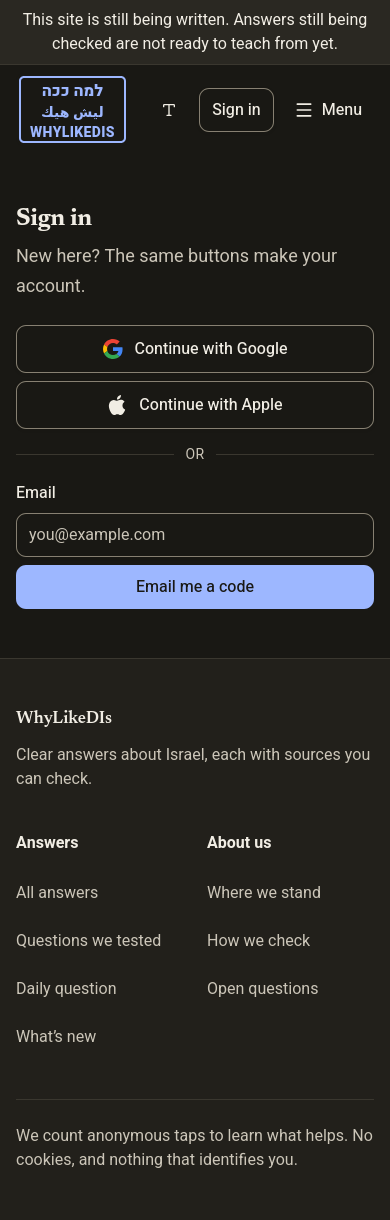 This site is still being written. Answers still being
checked are not ready to teach from yet.
למה ככה
ليش هيك
WHYLIKEDIS
T
Sign in
Menu
Sign in
New here? The same buttons make your
account.
Continue with Google
Continue with Apple
OR
Email
you@example.com
Email me a code
WhyLikeDIs
Clear answers about Israel, each with sources you
can check.
Answers
All answers
Questions we tested
Daily question
What’s new
About us
Where we stand
How we check
Open questions
We count anonymous taps to learn what helps. No
cookies, and nothing that identifies you.